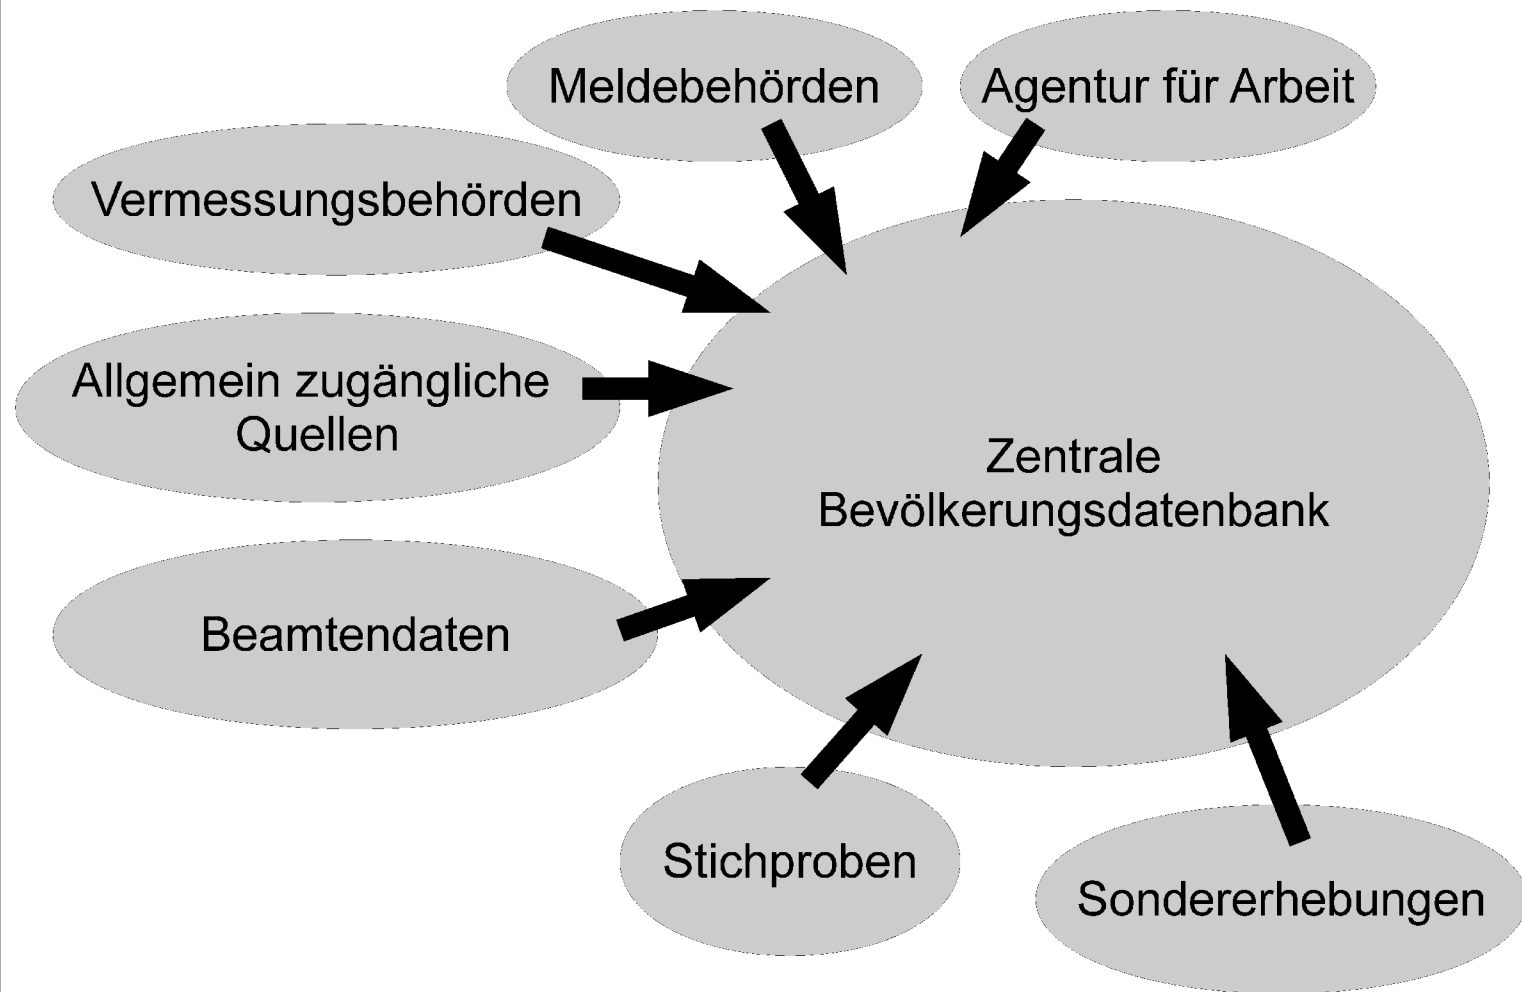 Meldebehörden
Agentur für Arbeit
Vermessungsbehörden
Allgemein zugängliche
Quellen
Zentrale
Bevölkerungsdatenbank
Beamtendaten
Stichproben
Sondererhebungen